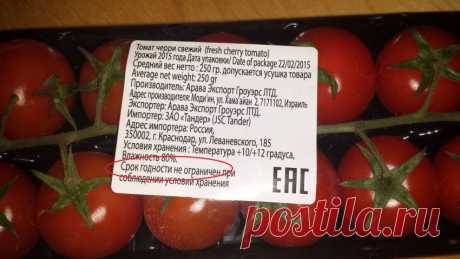 Томат черри свежий (fresh cherry tomato)
Урожай 2015 года Дата упаковки/ Date of package 22/02/2015
Средний вес нетто : 250 гр. допускается усушка товара
Average net weight: 250 gr
Производитель: Арава Экспорт Гроуэрс ЛТД.
Адрес производителя: Модиин, ул. Хама айан 2, 7171102, Израиль
Экспортер: Арава Экспорт Гроуэрс ЛТД.
Импортер: ЗАО «Тандер» (JSC Tander)
Адрес импортера: Россия,
350002, г. Краснодар, ул. Леваневского, 185
Условия хранения : Температура +10/+12 градуса,
Влажность 80%.
Срок годности не ограничен при
соблюдении условий хранения
EAC
postila.ru